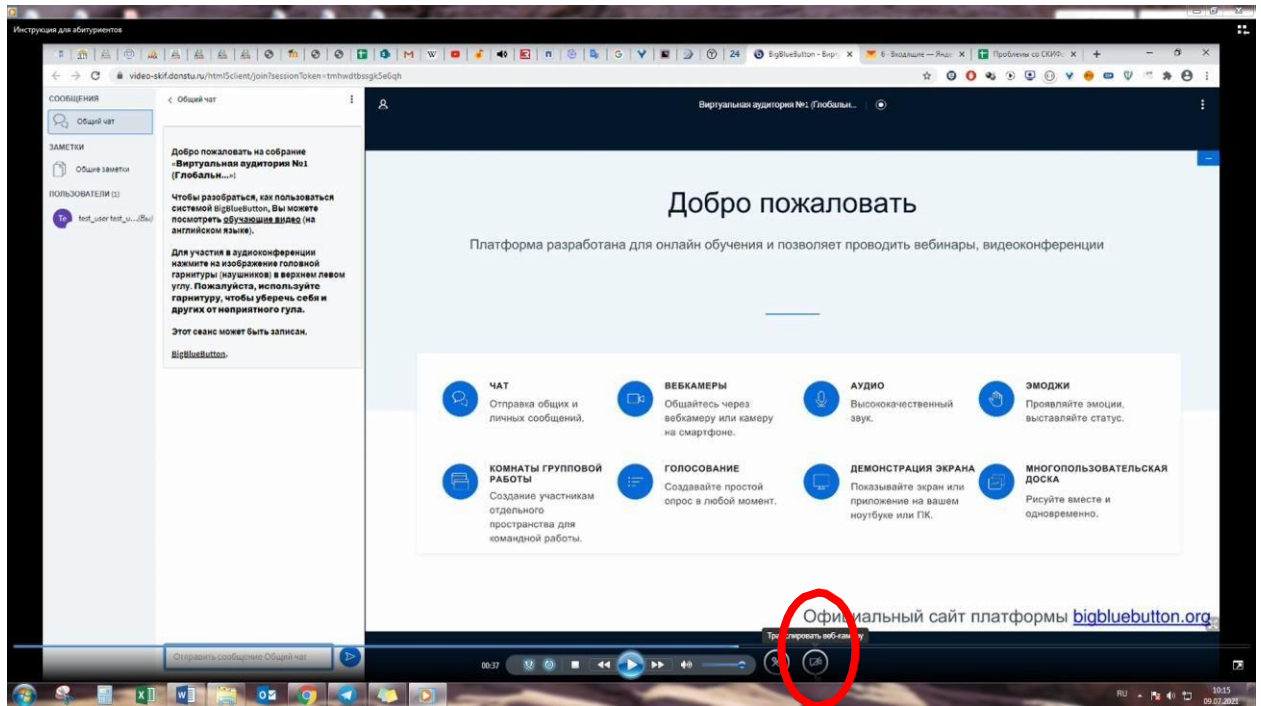 Инструкция для абитуриентов
24
BigBlueButton - Вирту
6 · Входящие — Янде
Проблемы со СКИФ
video-skif.donstu.ru/html5client/join?sessionToken=tmhwdtbssgk5e6qh
СООБЩЕНИЯ
Общий чат
ЗАМЕТКИ
Общие заметки
ПОЛЬЗОВАТЕЛИ (1)
Te
test_user test_u... (Вы)
Общий чат
Добро пожаловать на собрание
«Виртуальная аудитория №1
(Глобальн...»!
Чтобы разобраться, как пользоваться
системой BigBlueButton, Вы можете
посмотреть обучающие видео (на
английском языке).
Для участия в аудиоконференции
нажмите на изображение головной
гарнитуры (наушников) в верхнем левом
углу. Пожалуйста, используйте
гарнитуру, чтобы уберечь себя и
других от неприятного гула.
Этот сеанс может быть записан.
BigBlueButton.
Отправить сообщение Общий чат
Виртуальная аудитория №1 (Глобальн...
Добро пожаловать
Платформа разработана для онлайн обучения и позволяет проводить вебинары, видеоконференции
ЧАТ
Отправка общих и
личных сообщений.
ВЕБКАМЕРЫ
Общайтесь через
вебкамеру или камеру
на смартфоне.
АУДИО
Высококачественный
звук.
ЭМОДЖИ
Проявляйте эмоции,
выставляйте статус.
КОМНАТЫ ГРУППОВОЙ
РАБОТЫ
Создание участникам
отдельного
пространства для
командной работы.
ГОЛОСОВАНИЕ
Создавайте простой
опрос в любой момент.
ДЕМОНСТРАЦИЯ ЭКРАНА
Показывайте экран или
приложение на вашем
ноутбуке или ПК.
МНОГОПОЛЬЗОВАТЕЛЬСКАЯ
ДОСКА
Рисуйте вместе и
одновременно.
Официальный сайт платформы bigbluebutton.org
Транслировать веб-камеру
00:37
RU
10:15
09.07.2021